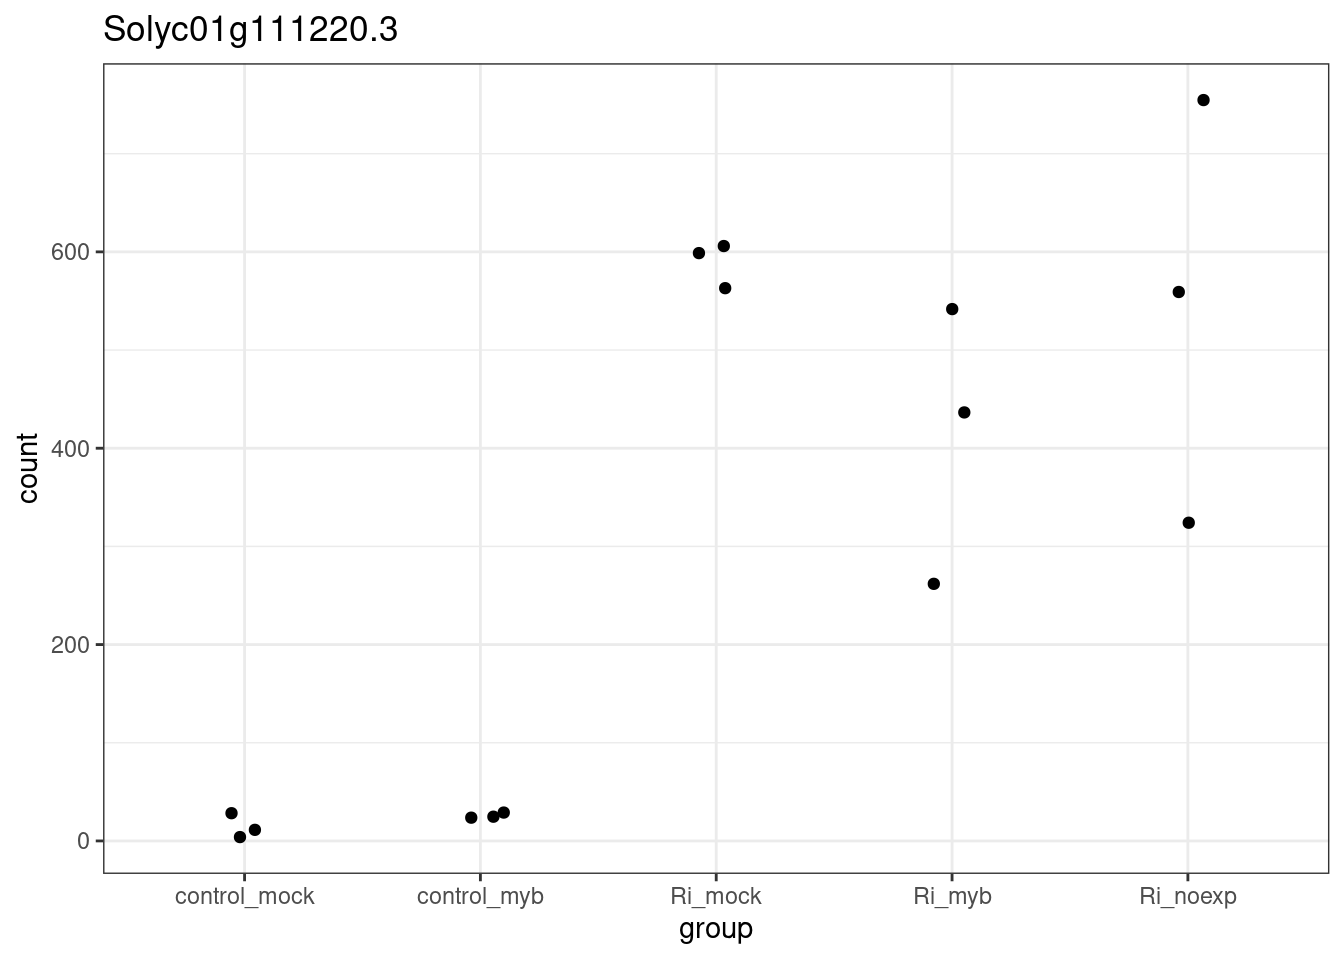 Solyc01g111220.3
count
600
400
200
0
control_mock
control_myb
Ri_mock
Ri_myb
Ri_noexp
group